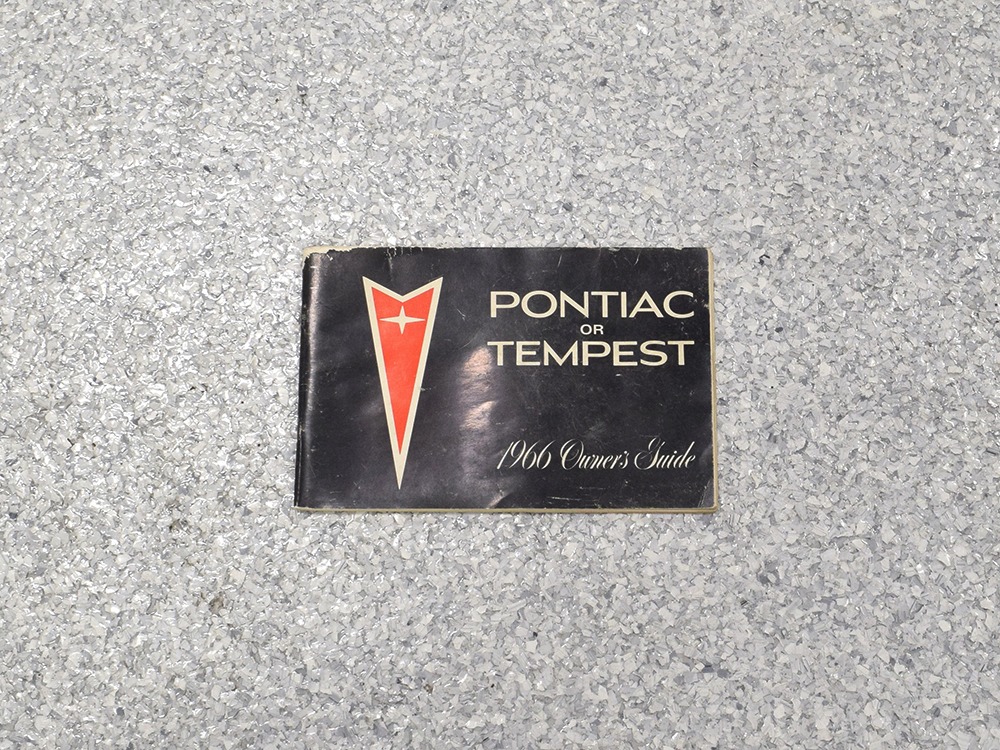 PONTIAC
OR
TEMPEST
1966 Owner's Guide